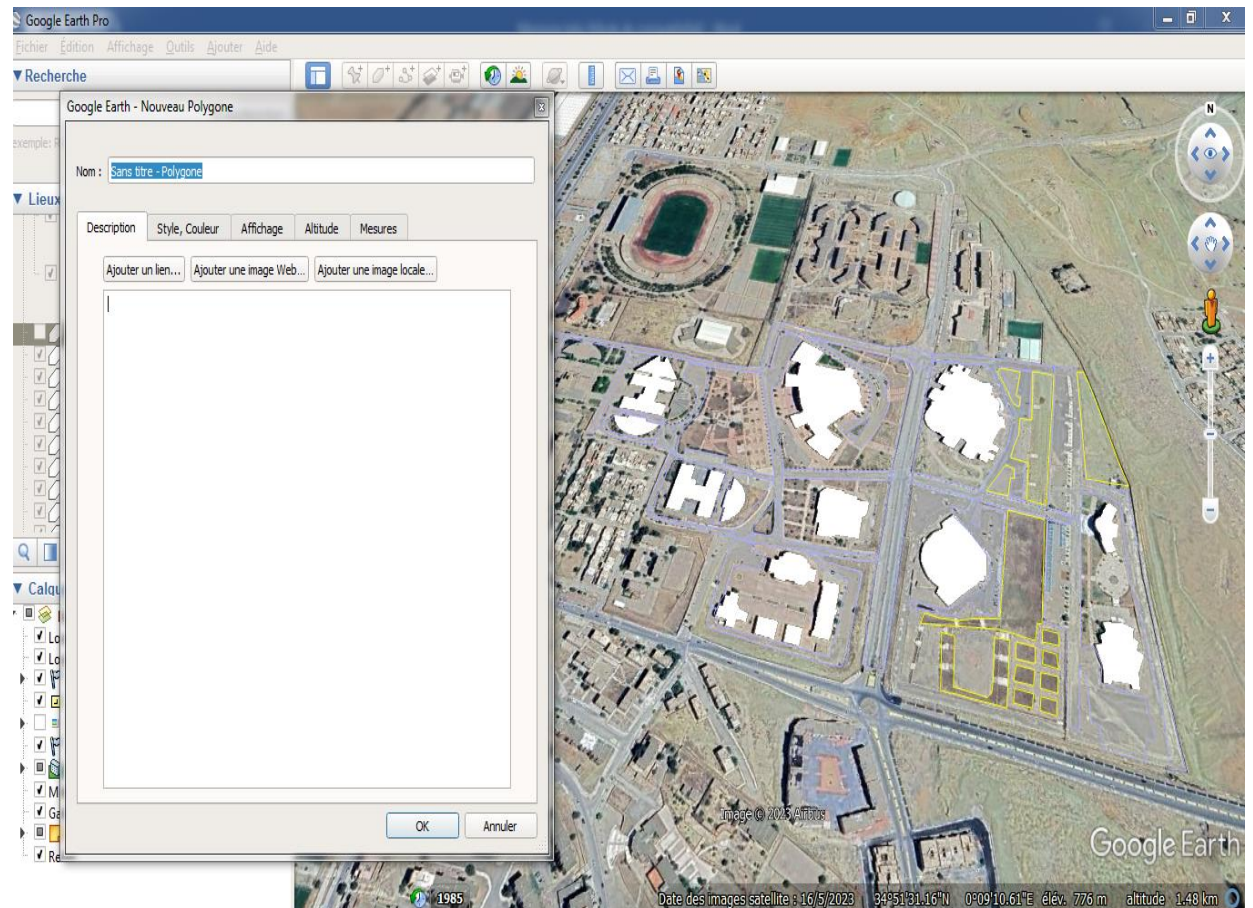 Google Earth Pro
Fichier Édition Affichage Outils Ajouter Aide
Recherche
Google Earth - Nouveau Polygone
exemple:
Nom : Sans titre - Polygone
Lieux
Description Style, Couleur Affichage Altitude Mesures
Ajouter un lien... Ajouter une image Web... Ajouter une image locale...
N
OK Annuler
Image © 2023 Airbus
Google Earth
1985
Date des images satellite : 16/5/2023 34°51'31.16"N 0°09'10.61"E élév. 776 m altitude 1.48 km